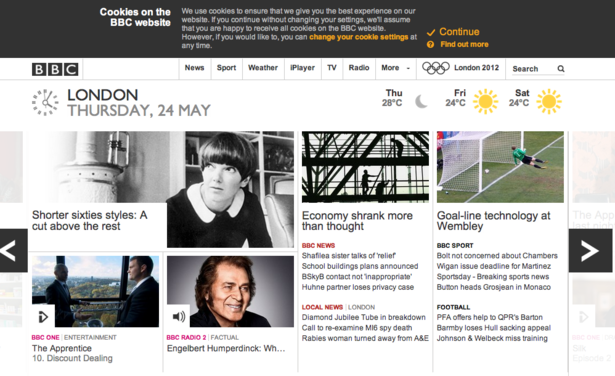 Cookies on the
BBC website
We use cookies to ensure that we give you the best experience on our
website. If you continue without changing your settings, we'll assume
that you are happy to receive all cookies on the BBC website.
However, if you would like to, you can change your cookie settings at
any time.
Continue
Find out more
BBC
News
Sport
Weather
iPlayer
TV
Radio
More
London 2012
Search
LONDON
THURSDAY, 24 MAY
Thu
28°C
Fri
24°C
Sat
24°C
Shorter sixties styles: A
cut above the rest
Economy shrank more
than thought
BBC NEWS
Shafilea sister talks of 'relief'
School building plans announced
BSkyB contact not 'inappropriate'
Huhne partner loses privacy case
LOCAL NEWS | LONDON
Diamond Jubilee Tube in breakdown
Call to re-examine MI6 spy death
Rabies woman turned away from A&E
Goal-line technology at
Wembley
BBC SPORT
Bolt not concerned about Chambers
Wigan issue deadline for Martinez
Sportsday - Breaking sports news
Button heads Grosjean in Monaco
FOOTBALL
PFA offers help to QPR's Barton
Barmby loses Hull sacking appeal
Johnson & Welbeck miss training
BBC ONE | ENTERTAINMENT
The Apprentice
10. Discount Dealing
BBC RADIO 2 | FACTUAL
Engelbert Humperdinck: Wh...
The App
BBC ONE
Silk
Episode 2